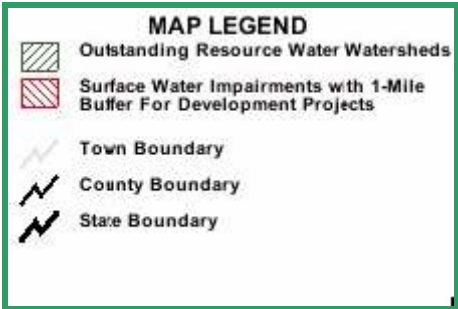 MAP LEGEND
Outstanding Resource Water Watersheds
Surface Water Impairments with 1-Mile
Buffer For Development Projects
Town Boundary
County Boundary
State Boundary